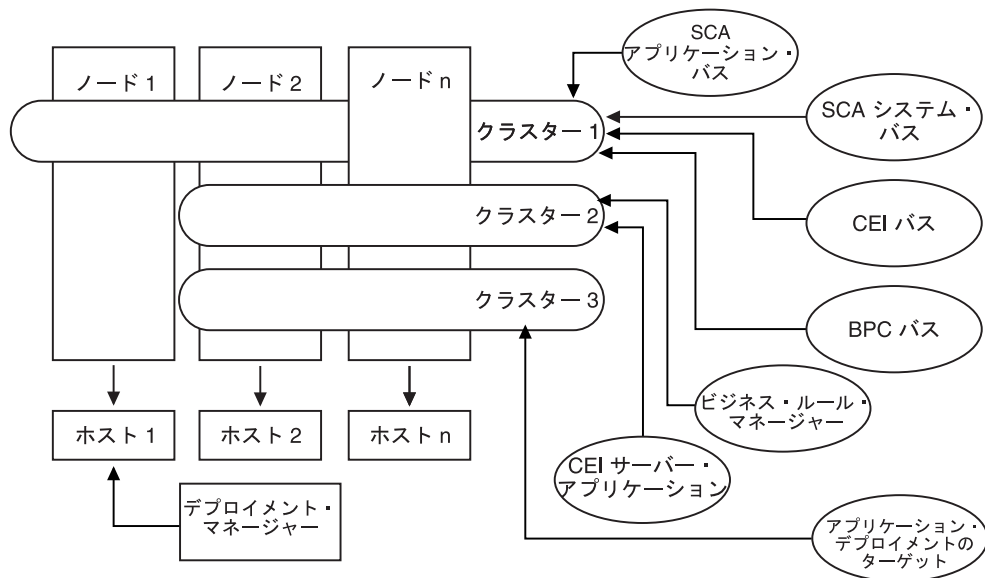 SCA
アプリケーション・
バス
ノード 1
ノード 2
ノード n
クラスター 1
SCA システム・
バス
クラスター 2
CEI バス
クラスター 3
BPC バス
ビジネス・ルール・
マネージャー
ホスト 1
ホスト 2
ホスト n
CEI サーバー・
アプリケーション
デプロイメント・
マネージャー
アプリケーション・
デプロイメントの
ターゲット